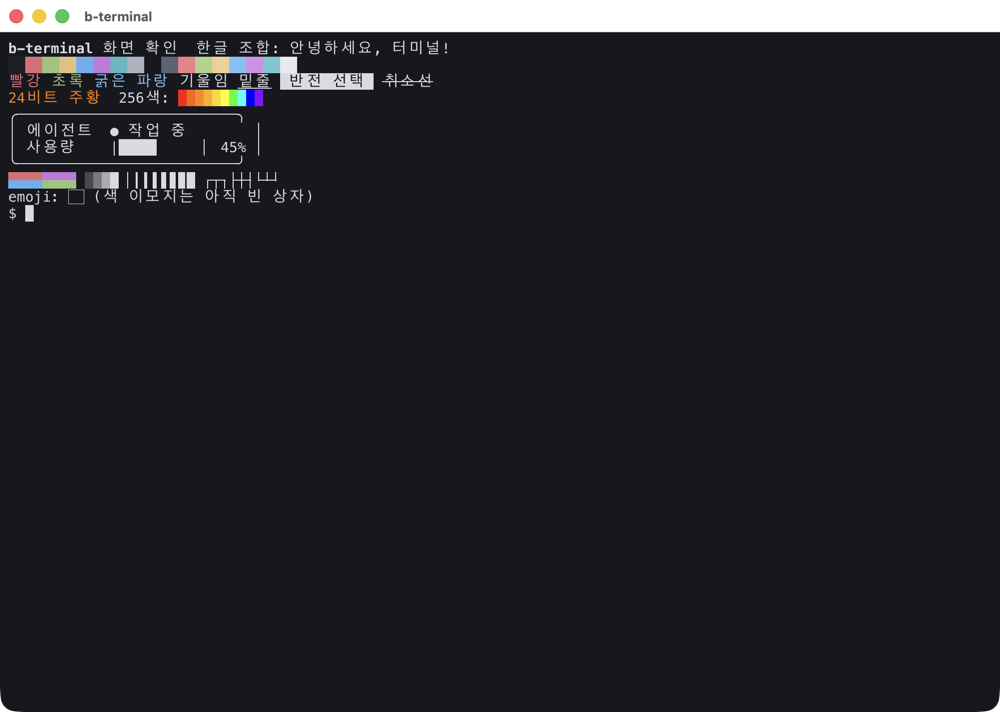 b-terminal
b-terminal 화면 확인  한글 조합: 안녕하세요, 터미널!
빨강 초록 굵은 파랑 기울임 밑줄 반전 선택 취소선
24비트 주황  256색:
에이전트 ● 작업 중
사용량 45%
emoji: □ (색 이모지는 아직 빈 상자)
$